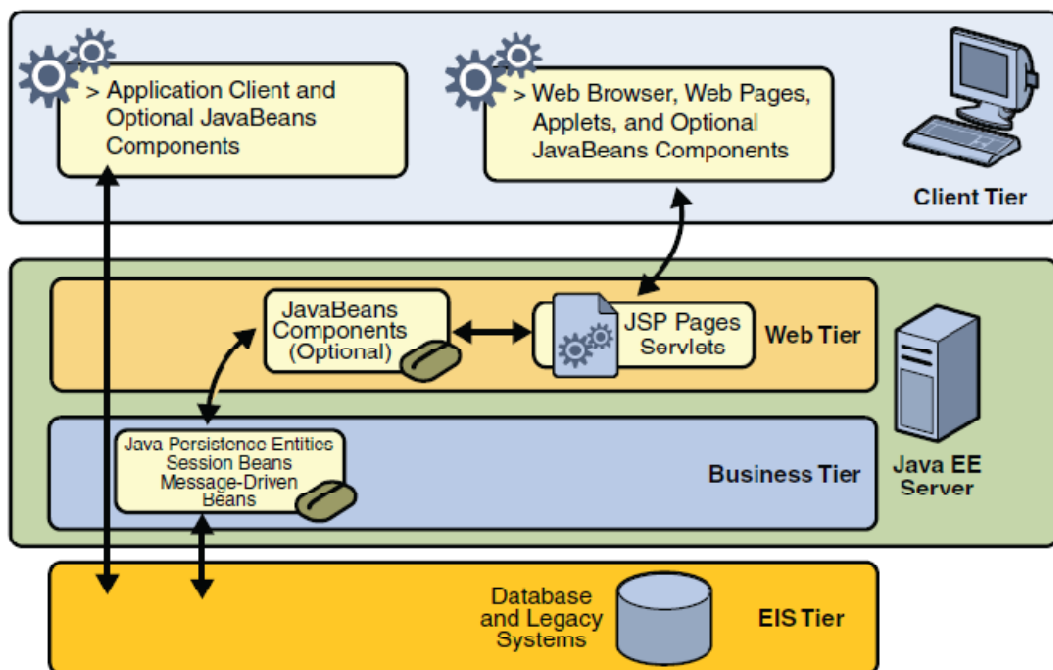 > Application Client and
Optional JavaBeans
Components
> Web Browser, Web Pages,
Applets, and Optional
JavaBeans Components
Client Tier
JavaBeans
Components
(Optional)
JSP Pages
Servlets
Web Tier
Java Persistence Entities
Session Beans
Message-Driven
Beans
Business Tier
Java EE
Server
Database
and Legacy
Systems
EIS Tier